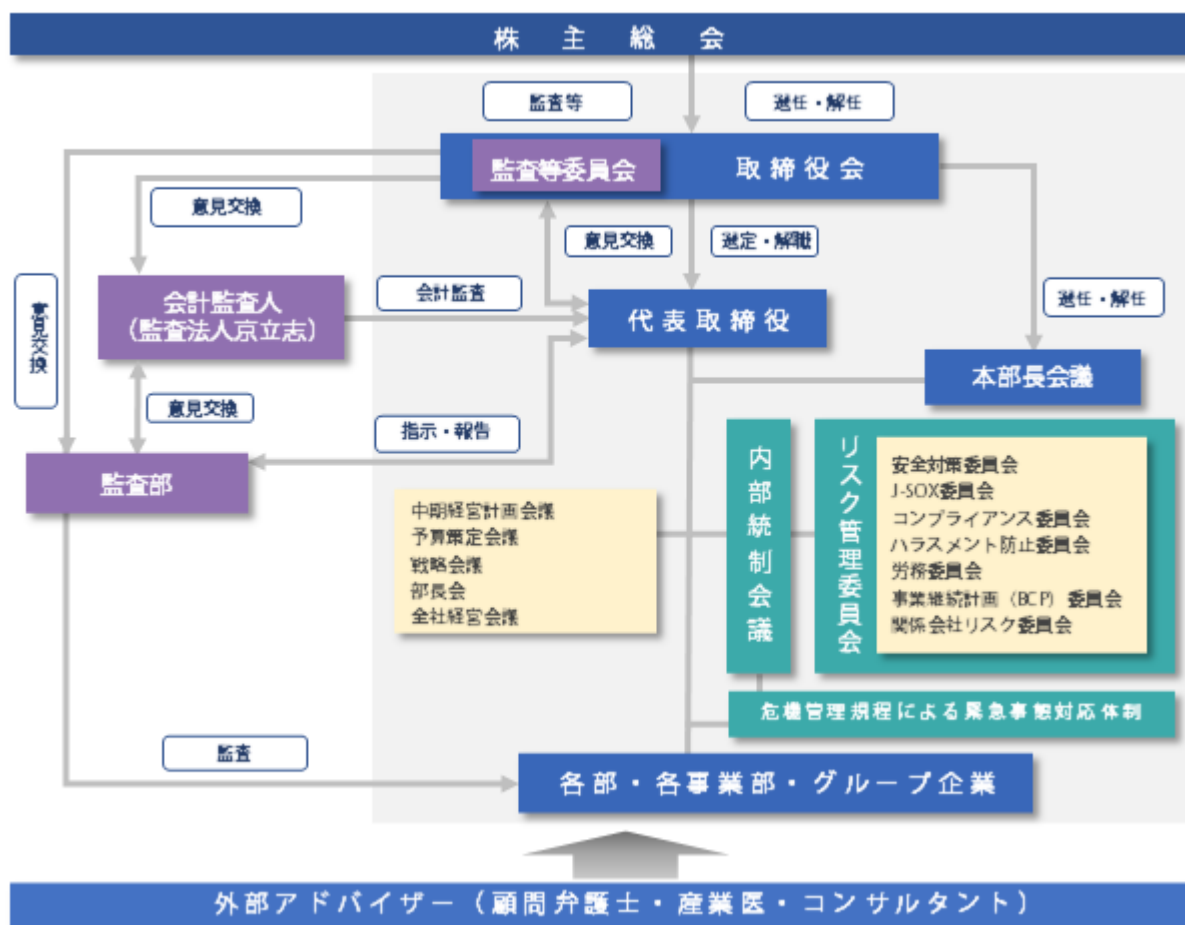 株主総会
監査等
選任・解任
監査等委員会
取締役会
意見交換
意見交換
選定・解職
会計監査人
（監査法人京立志）
会計監査
代表取締役
選任・解任
意見交換
本部長会議
意見交換
指示・報告
監査部
中期経営計画会議
予算策定会議
戦略会議
部長会
全社経営会議
内部統制会議
リスク管理委員会
安全対策委員会
J-SOX委員会
コンプライアンス委員会
ハラスメント防止委員会
労務委員会
事業継続計画（BCP）委員会
関係会社リスク委員会
危機管理規程による緊急事態対応体制
監査
各部・各事業部・グループ企業
外部アドバイザー（顧問弁護士・産業医・コンサルタント）